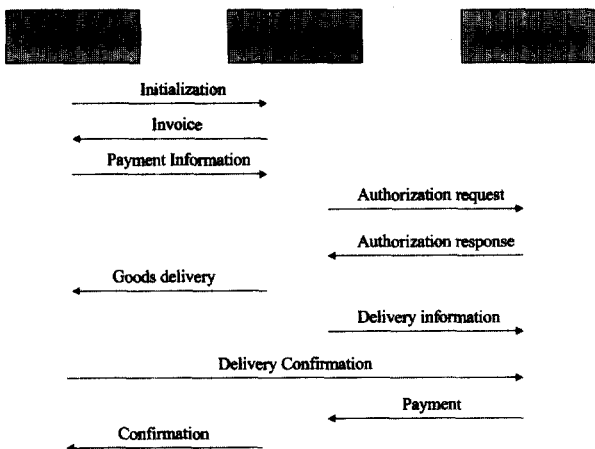 Initialization
Invoice
Payment Information
Authorization request
Authorization response
Goods delivery
Delivery information
Delivery Confirmation
Payment
Confirmation